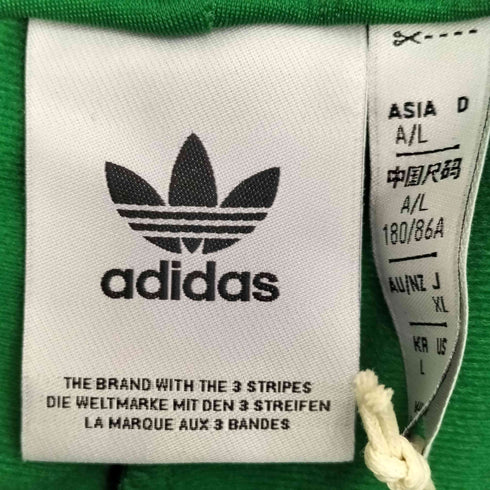 adidas
THE BRAND WITH THE 3 STRIPES
DIE WELTMARKE MIT DEN 3 STREIFEN
LA MARQUE AUX 3 BANDES
ASIA D
A/L
中国尺码
A/L
180/86A
AU/NZ J
XL
KR US
L